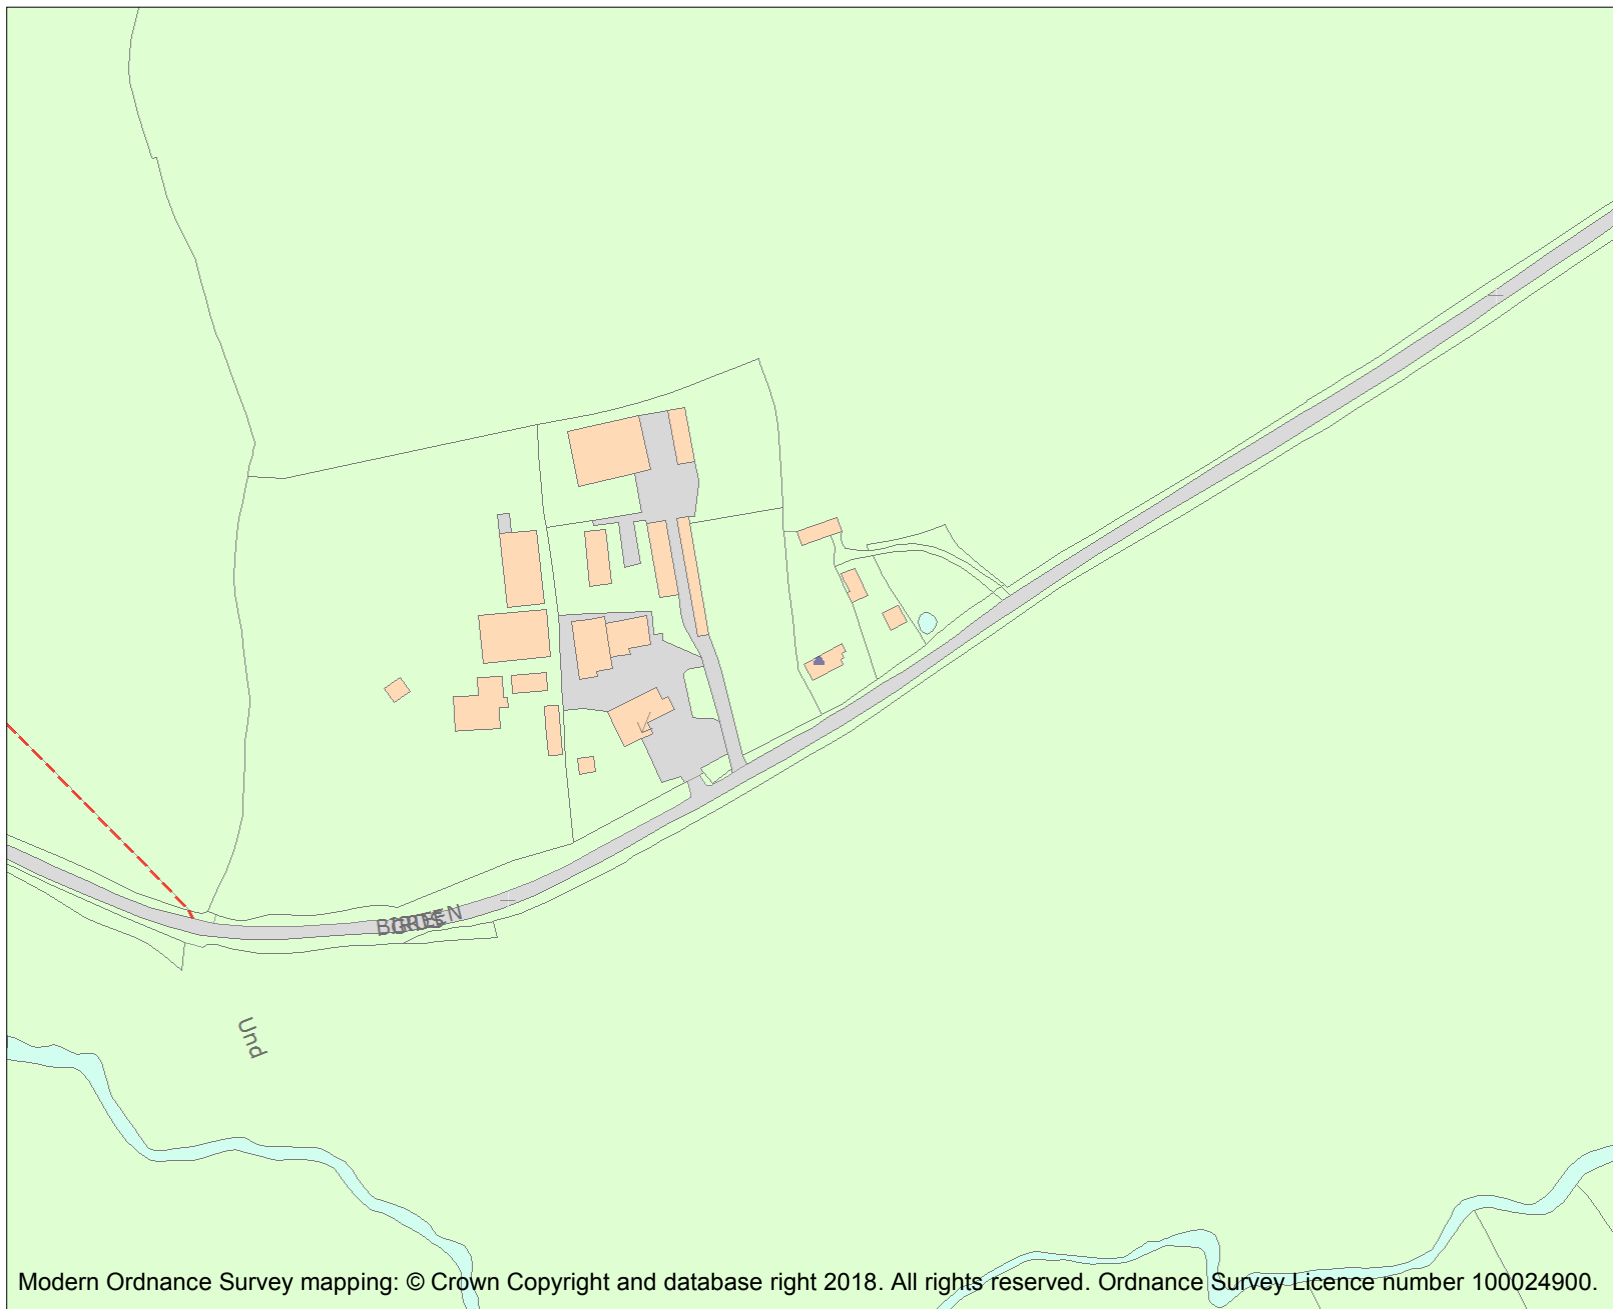 Und
Modern Ordnance Survey mapping: © Crown Copyright and database right 2018. All rights reserved. Ordnance Survey Licence number 100024900.